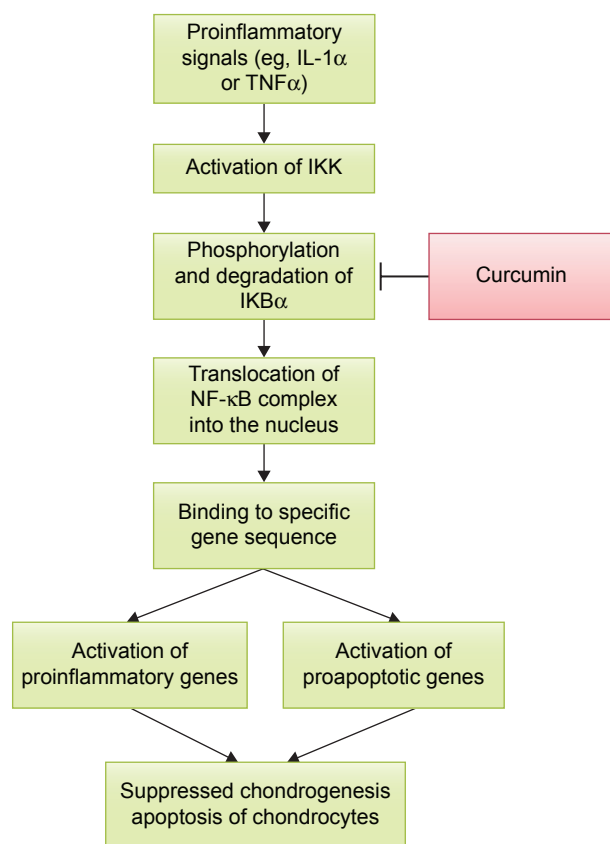 Proinflammatory
signals (eg, IL-1α
or TNFα)
Activation of IKK
Phosphorylation
and degradation of
IKBα
Curcumin
Translocation of
NF-κB complex
into the nucleus
Binding to specific
gene sequence
Activation of
proinflammatory genes
Activation of
proapoptotic genes
Suppressed chondrogenesis
apoptosis of chondrocytes